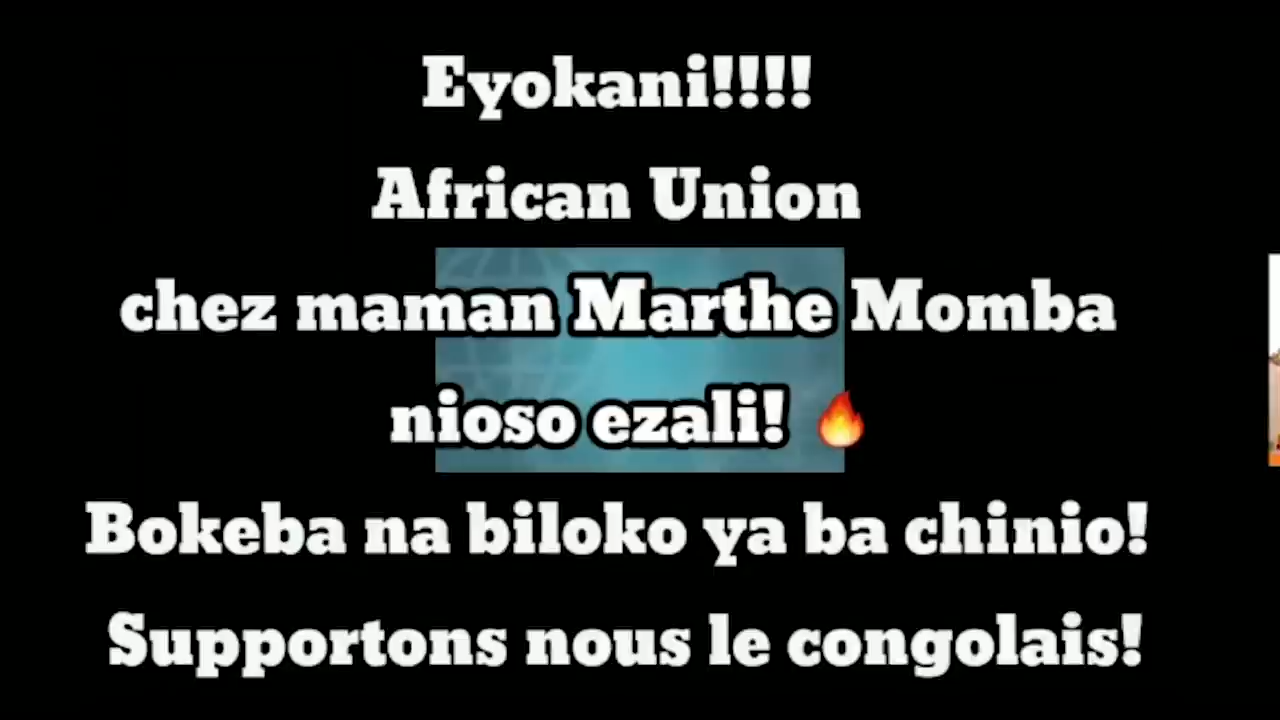 Eyokani!!!!
African Union
chez maman Marthe Momba
nioso ezali! 🔥
Bokeba na biloko ya ba chinio!
Supportons nous le congolais!